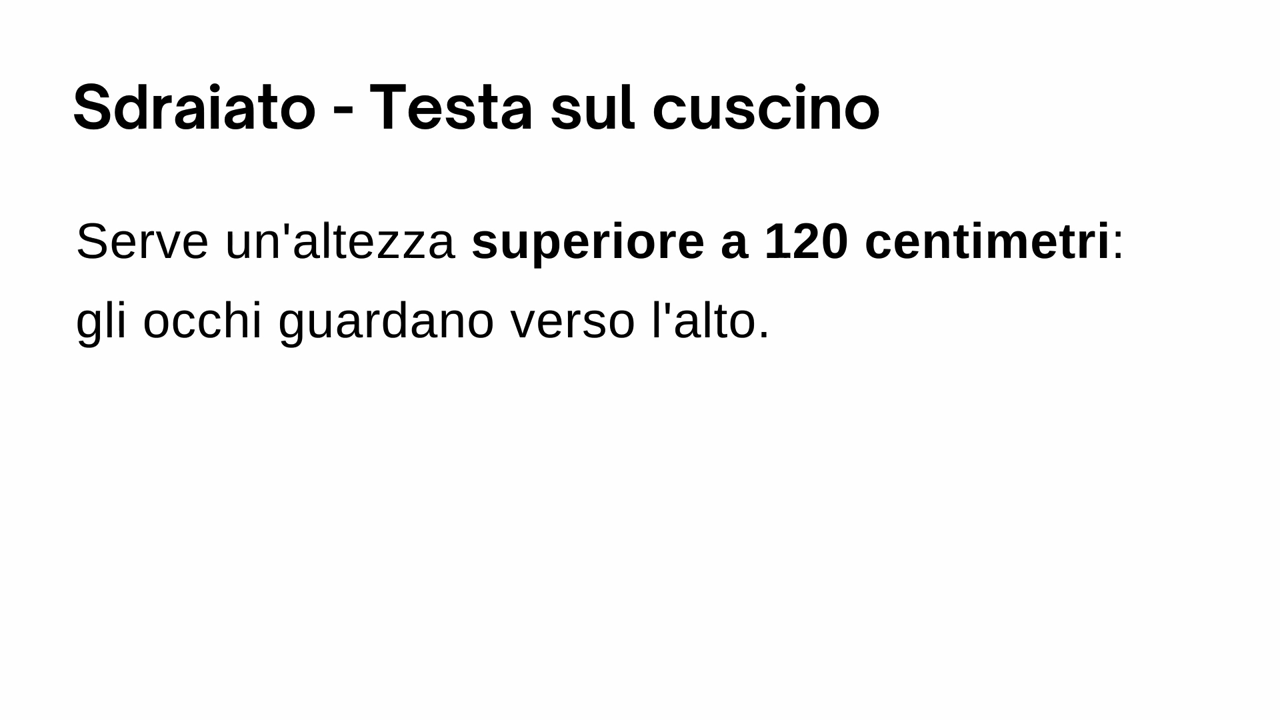 Sdraiato - Testa sul cuscino
Serve un'altezza superiore a 120 centimetri:
gli occhi guardano verso l'alto.